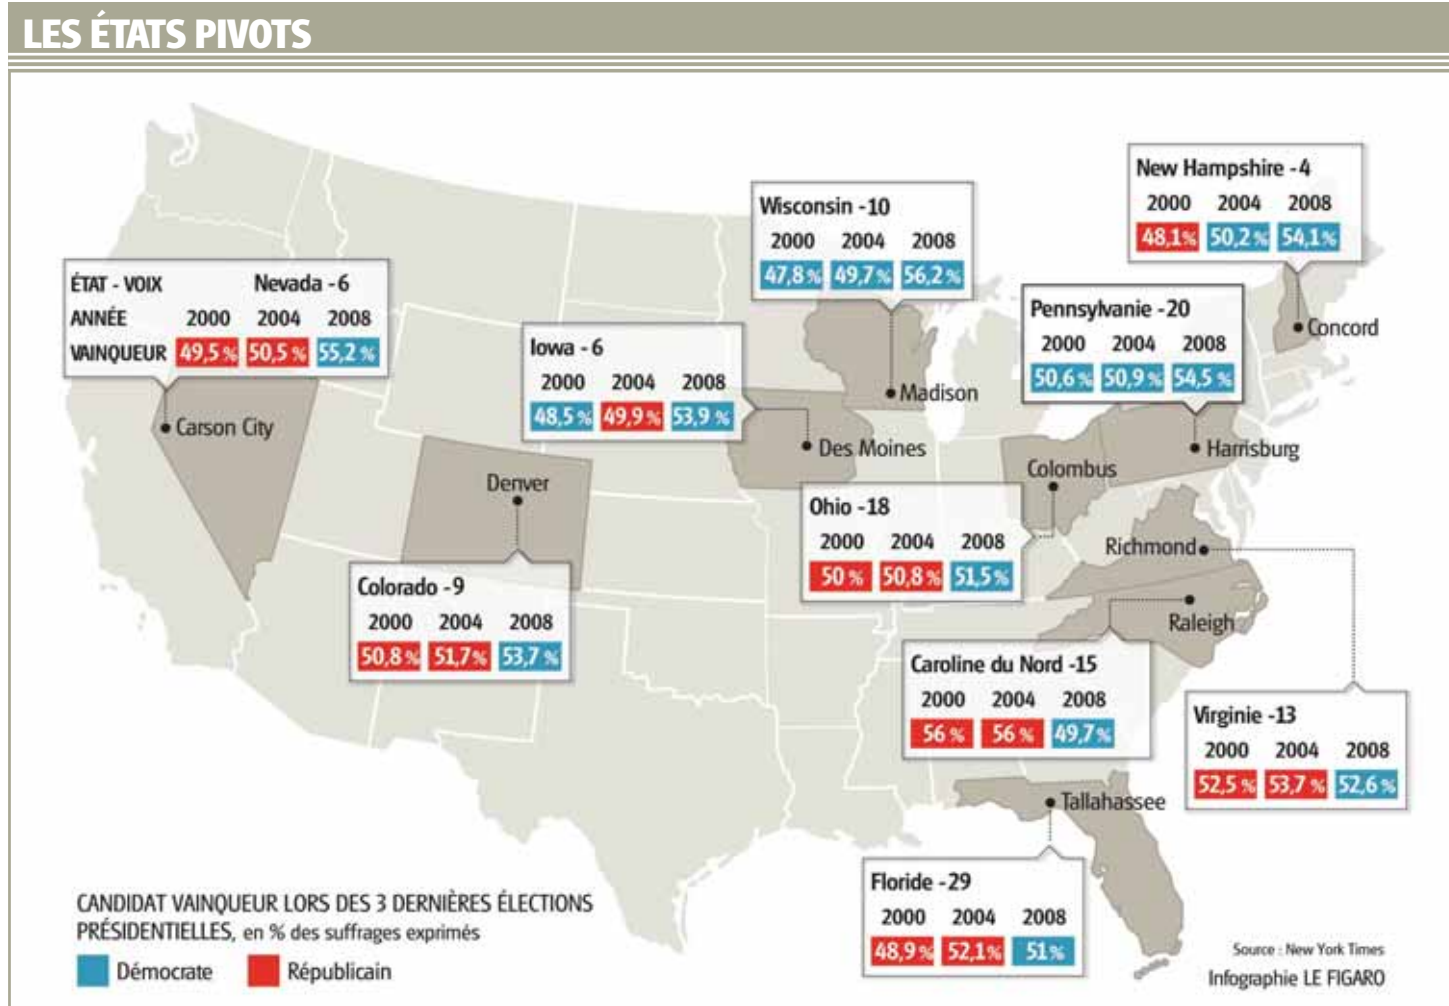 LES ÉTATS PIVOTS
New Hampshire - 4
2000 2004 2008
48,1% 50,2% 54,1%
Concord
Wisconsin -10
2000 2004 2008
47,8% 49,7% 56,2%
Madison
ÉTAT - VOIX Nevada - 6
ANNÉE 2000 2004 2008
VAINQUEUR 49,5% 50,5% 55,2%
Carson City
Pennsylvanie -20
2000 2004 2008
50,6% 50,9% 54,5%
Harrisburg
Iowa - 6
2000 2004 2008
48,5% 49,9% 53,9%
Des Moines
Denver
Colorado - 9
2000 2004 2008
50,8% 51,7% 53,7%
Colombus
Ohio -18
2000 2004 2008
50 % 50,8% 51,5%
Richmond
Raleigh
Caroline du Nord -15
2000 2004 2008
56 % 56 % 49,7%
Virginie -13
2000 2004 2008
52,5% 53,7% 52,6%
Tallahassee
Floride - 29
2000 2004 2008
48,9% 52,1% 51%
CANDIDAT VAINQUEUR LORS DES 3 DERNIÈRES ÉLECTIONS
PRÉSIDENTIELLES, en % des suffrages exprimés
Démocrate Républicain
Source : New York Times
Infographie LE FIGARO